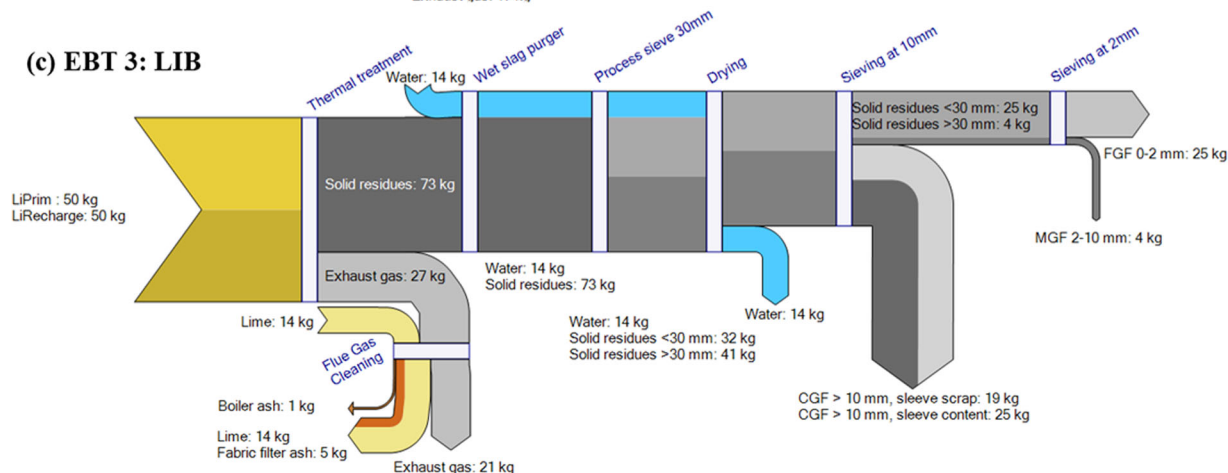 (c) EBT 3: LIB
Thermal treatment
Wet slag purger
Process sieve 30mm
Drying
Sieving at 10mm
Sieving at 2mm
Water: 14 kg
Solid residues <30 mm: 25 kg
Solid residues >30 mm: 4 kg
FGF 0-2 mm: 25 kg
LiPrim : 50 kg
LiRecharge: 50 kg
Solid residues: 73 kg
MGF 2-10 mm: 4 kg
Exhaust gas: 27 kg
Water: 14 kg
Solid residues: 73 kg
Lime: 14 kg
Water: 14 kg
Water: 14 kg
Solid residues <30 mm: 32 kg
Solid residues >30 mm: 41 kg
Flue Gas
Cleaning
Boiler ash: 1 kg
CGF > 10 mm, sleeve scrap: 19 kg
CGF > 10 mm, sleeve content: 25 kg
Lime: 14 kg
Fabric filter ash: 5 kg
Exhaust gas: 21 kg